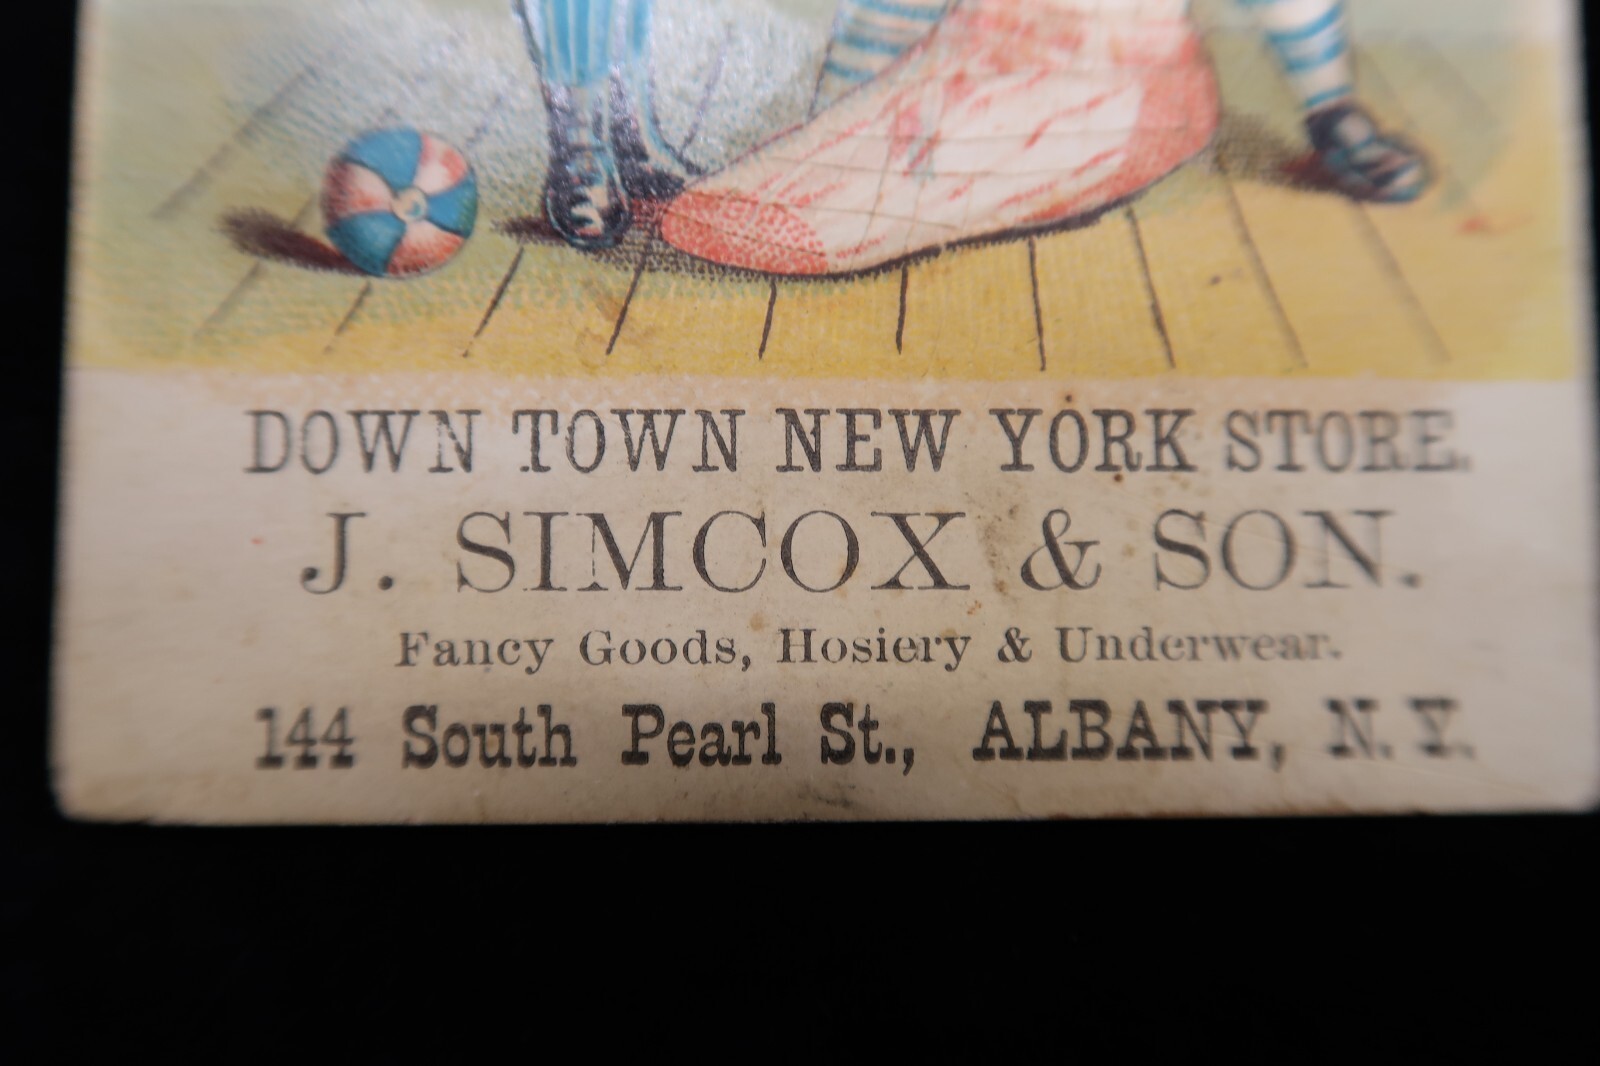 DOWN TOWN NEW YORK STORE.
J. SIMCOX & SON.
Fancy Goods, Hosiery & Underwear.
144 South Pearl St., ALBANY, N. Y.